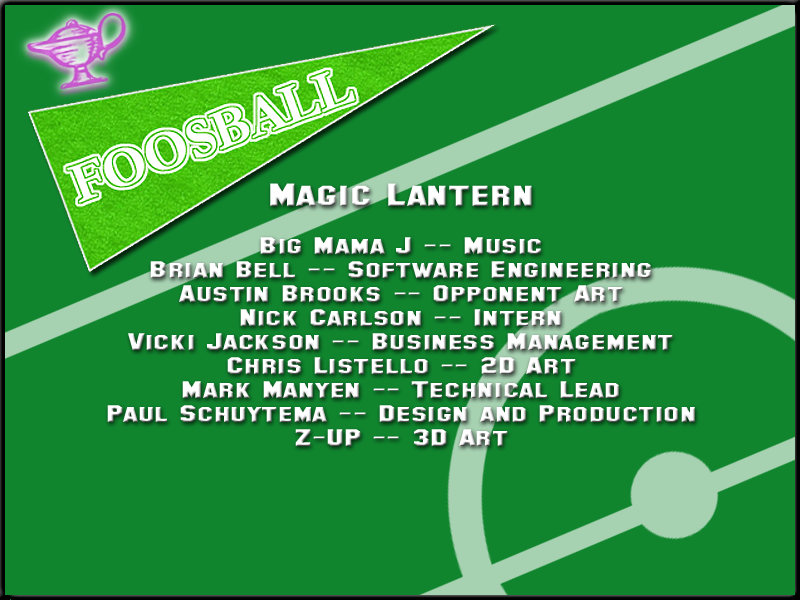 FOOSBALL
Magic Lantern
Big Mama J -- Music
Brian Bell -- Software Engineering
Austin Brooks -- Opponent Art
Nick Carlson -- Intern
Vicki Jackson -- Business Management
Chris Listello -- 2D Art
Mark Manyen -- Technical Lead
Paul Schuytema -- Design and Production
Z-Up -- 3D Art